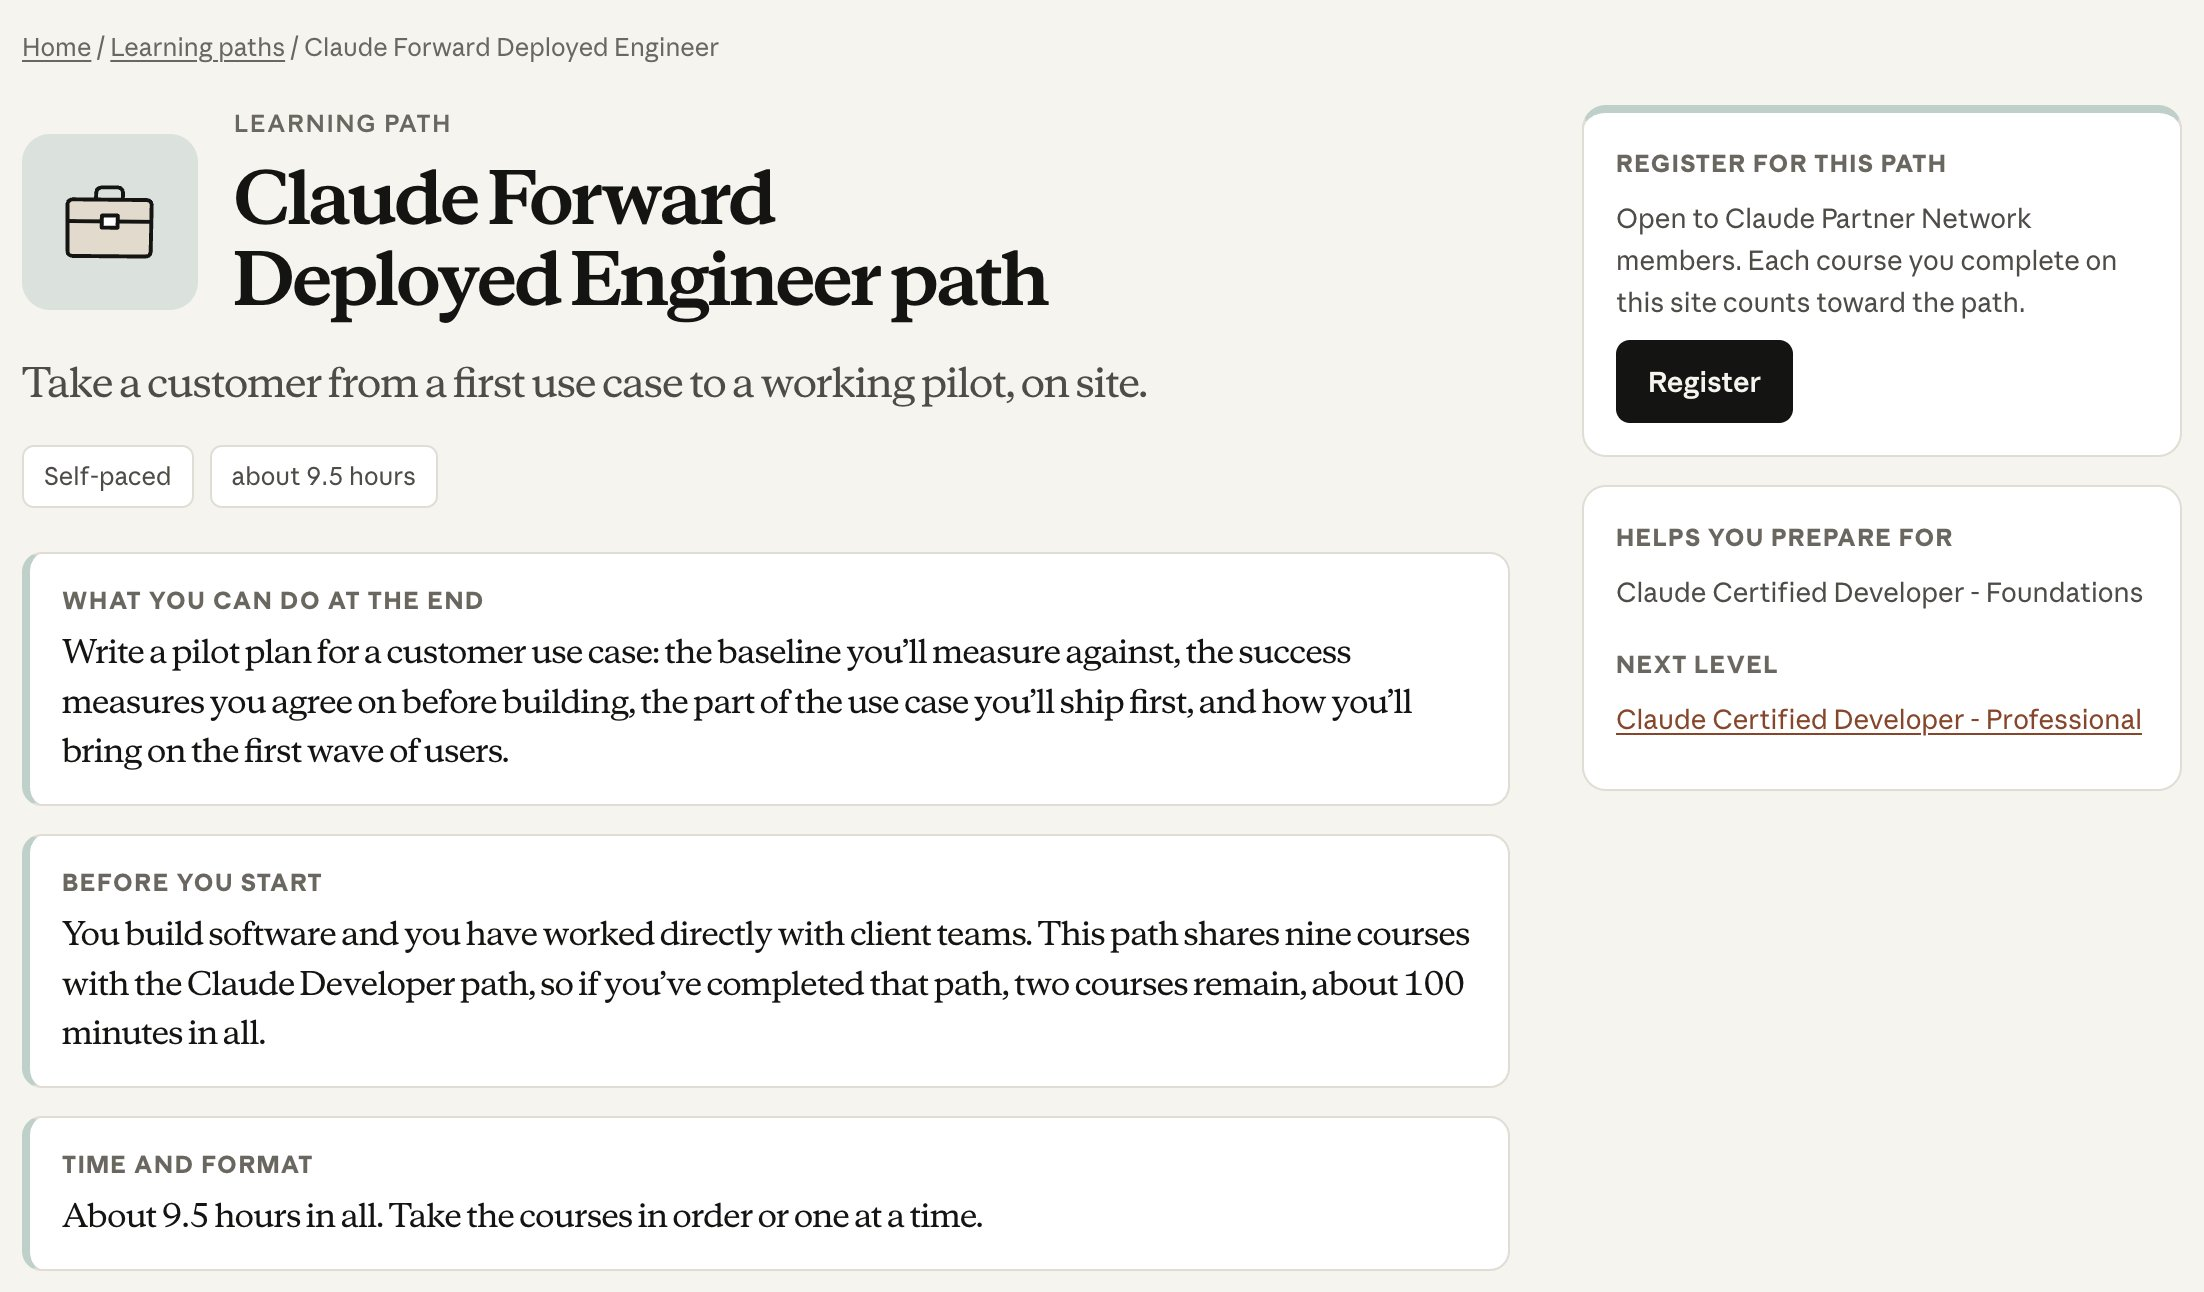 Home / Learning paths / Claude Forward Deployed Engineer
LEARNING PATH
Claude Forward
Deployed Engineer path
Take a customer from a first use case to a working pilot, on site.
Self-paced
about 9.5 hours
WHAT YOU CAN DO AT THE END
Write a pilot plan for a customer use case: the baseline you’ll measure against, the success
measures you agree on before building, the part of the use case you’ll ship first, and how you’ll
bring on the first wave of users.
BEFORE YOU START
You build software and you have worked directly with client teams. This path shares nine courses
with the Claude Developer path, so if you’ve completed that path, two courses remain, about 100
minutes in all.
TIME AND FORMAT
About 9.5 hours in all. Take the courses in order or one at a time.
REGISTER FOR THIS PATH
Open to Claude Partner Network
members. Each course you complete on
this site counts toward the path.
Register
HELPS YOU PREPARE FOR
Claude Certified Developer - Foundations
NEXT LEVEL
Claude Certified Developer - Professional